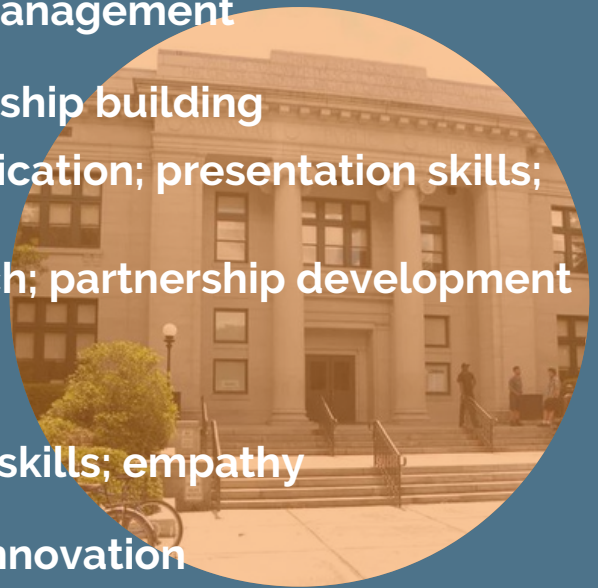 anagement
ship building
ication; presentation skills;
h; partnership development
skills; empathy
nnovation